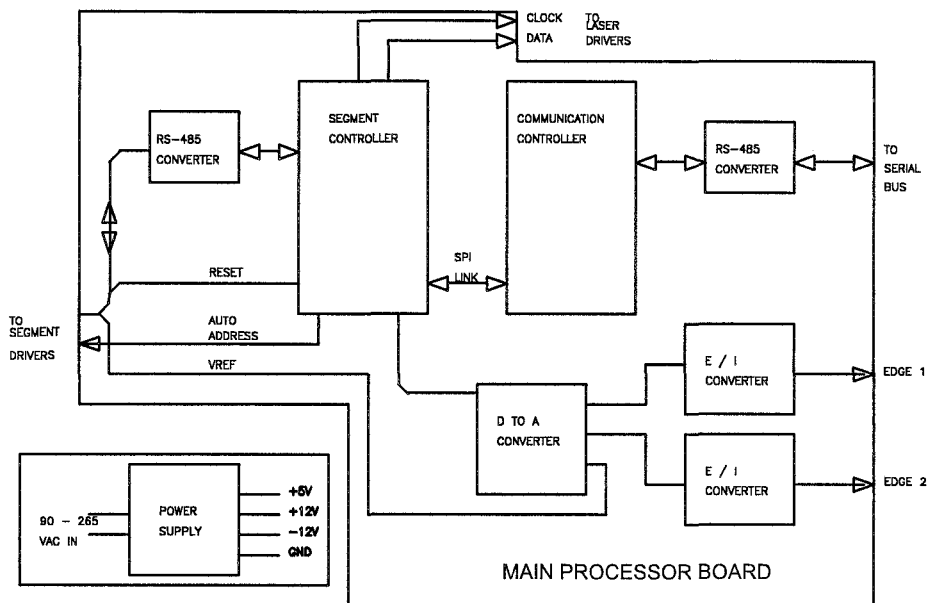 CLOCK
DATA
TO
LASER
DRIVERS
SEGMENT
CONTROLLER
COMMUNICATION
CONTROLLER
RS-485
CONVERTER
RS-485
CONVERTER
TO
SERIAL
BUS
SPI
LINK
RESET
AUTO
ADDRESS
VREF
TO
SEGMENT
DRIVERS
E / I
CONVERTER
EDGE 1
D TO A
CONVERTER
E / I
CONVERTER
EDGE 2
90 - 265
VAC IN
POWER
SUPPLY
+5V
+12V
-12V
GND
MAIN PROCESSOR BOARD